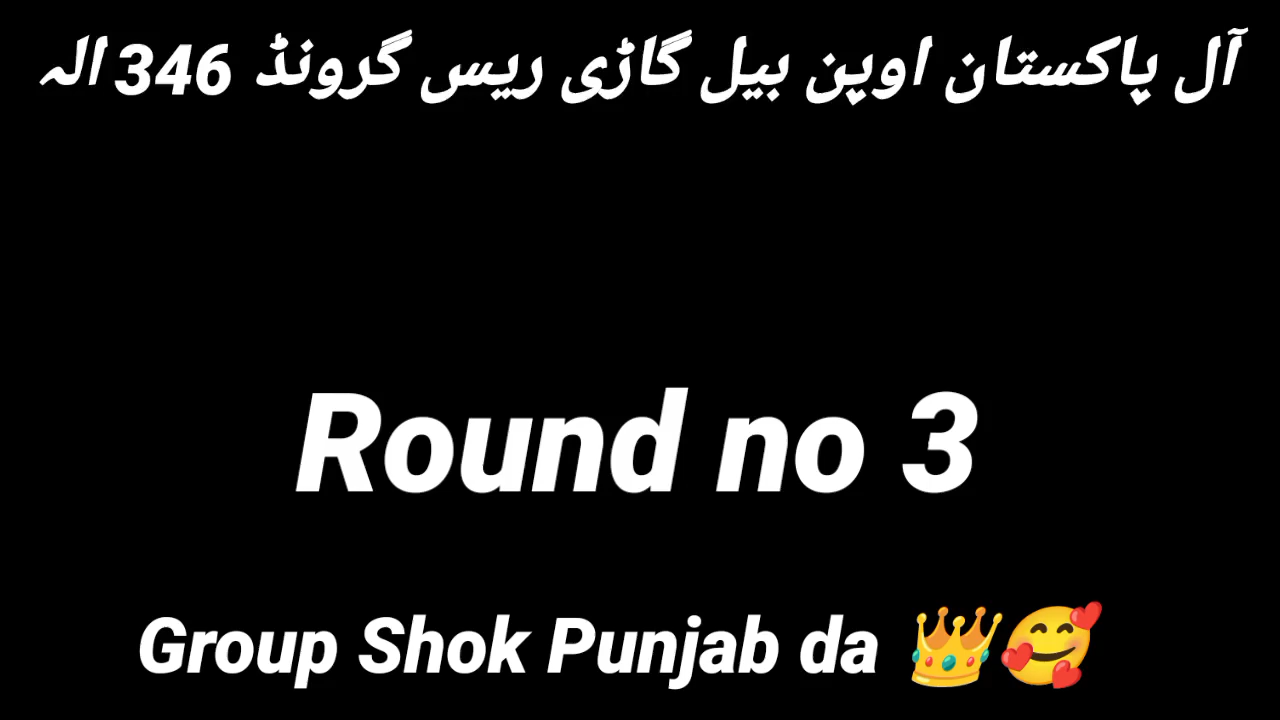 آل پاکستان اوپن بیل گاڑی ریس گرونڈ 346 الہ
Round no 3
Group Shok Punjab da 👑🥰